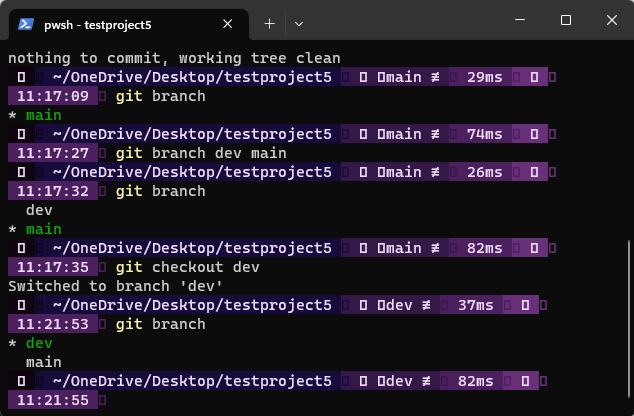 pwsh - testproject5
nothing to commit, working tree clean
~/OneDrive/Desktop/testproject5 main ≢ 29ms
11:17:09 git branch
* main
~/OneDrive/Desktop/testproject5 main ≢ 74ms
11:17:27 git branch dev main
~/OneDrive/Desktop/testproject5 main ≢ 26ms
11:17:32 git branch
dev
* main
~/OneDrive/Desktop/testproject5 main ≢ 82ms
11:17:35 git checkout dev
Switched to branch 'dev'
~/OneDrive/Desktop/testproject5 dev ≢ 37ms
11:21:53 git branch
* dev
main
~/OneDrive/Desktop/testproject5 dev ≢ 82ms
11:21:55